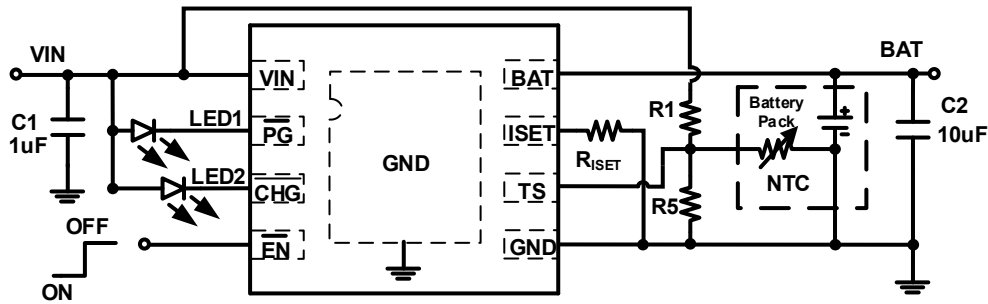 VIN
C1
1uF
LED1
LED2
OFF
ON
VIN
PG
CHG
EN
GND
BAT
ISET
TS
GND
RISET
R1
R5
Battery
Pack
NTC
BAT
C2
10uF